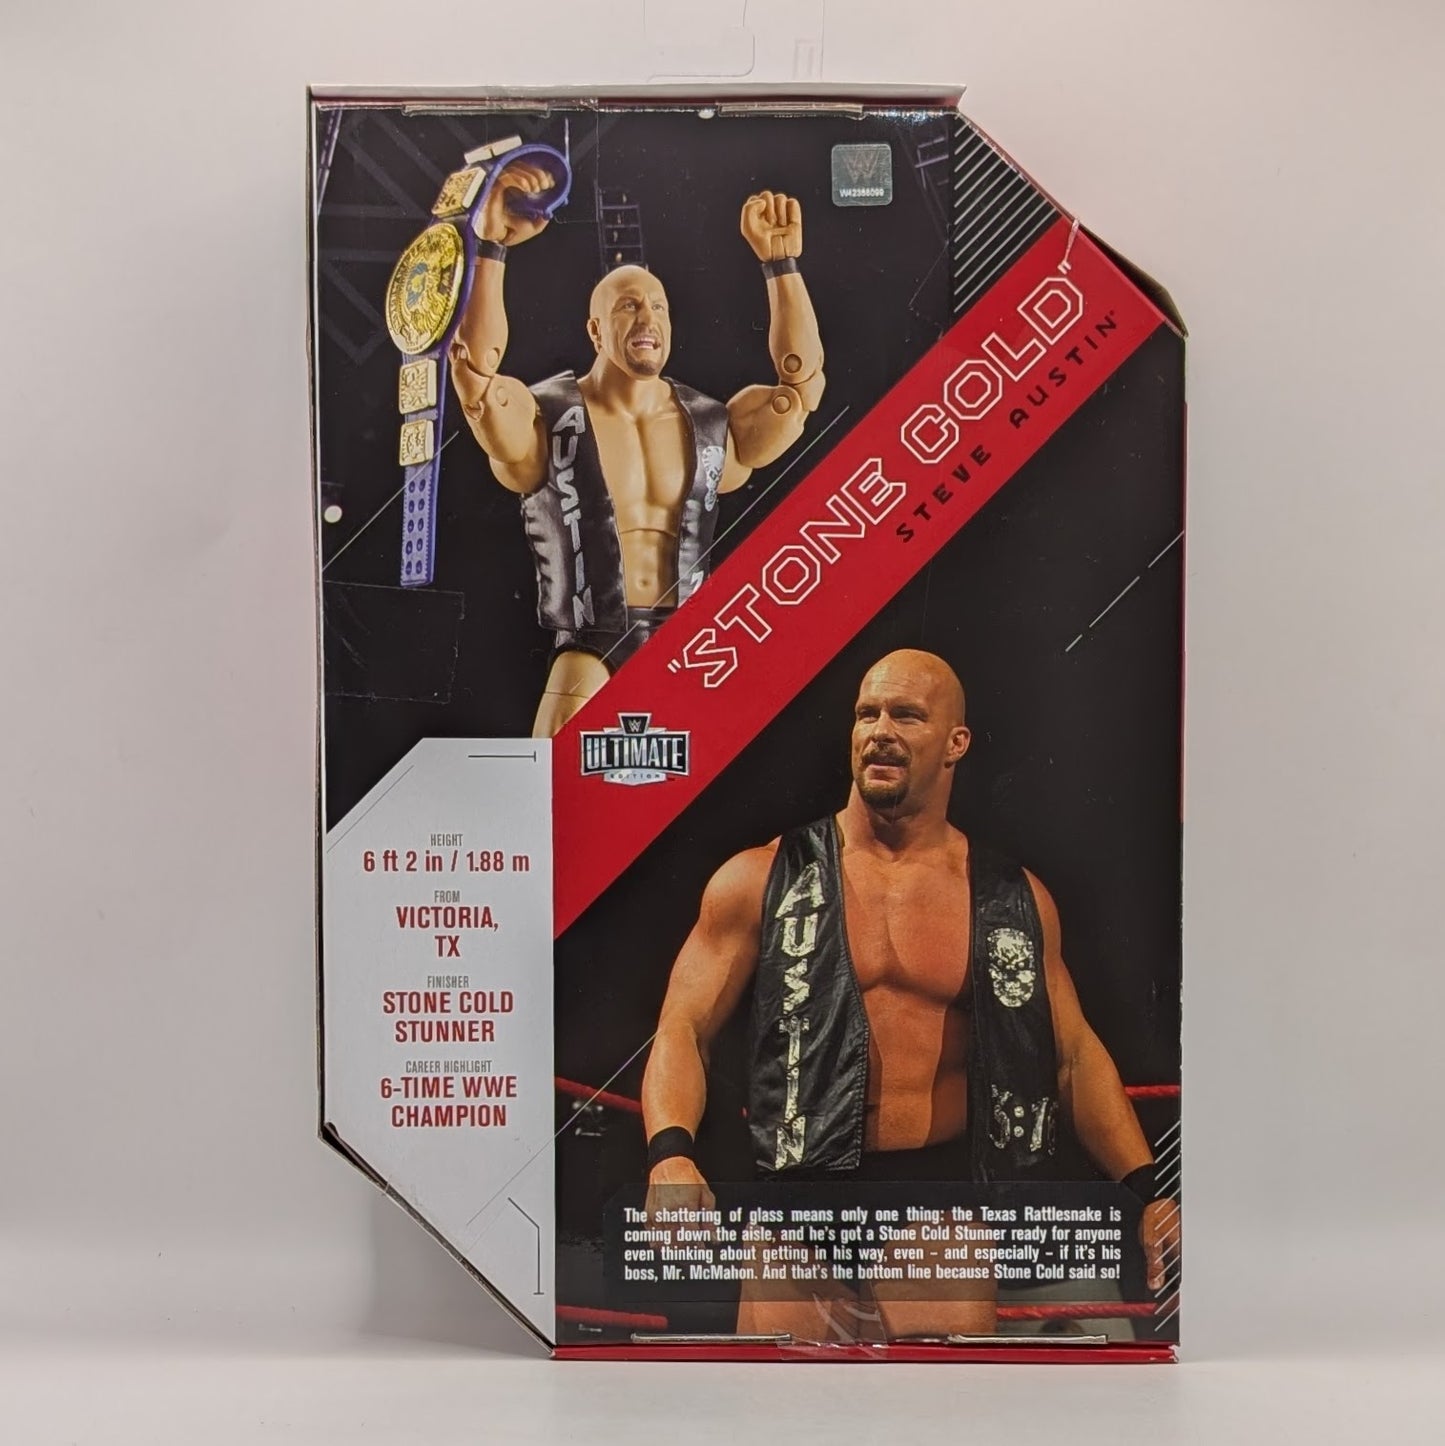 W
W42388099
"STONE COLD"
STEVE AUSTIN
AUSTIN
W
ULTIMATE
EDITION
HEIGHT
6 ft 2 in / 1.88 m
FROM
VICTORIA,
TX
FINISHER
STONE COLD
STUNNER
CAREER HIGHLIGHT
6-TIME WWE
CHAMPION
AUSTIN
The shattering of glass means only one thing: the Texas Rattlesnake is
coming down the aisle, and he's got a Stone Cold Stunner ready for anyone
even thinking about getting in his way, even – and especially – if it's his
boss, Mr. McMahon. And that's the bottom line because Stone Cold said so!